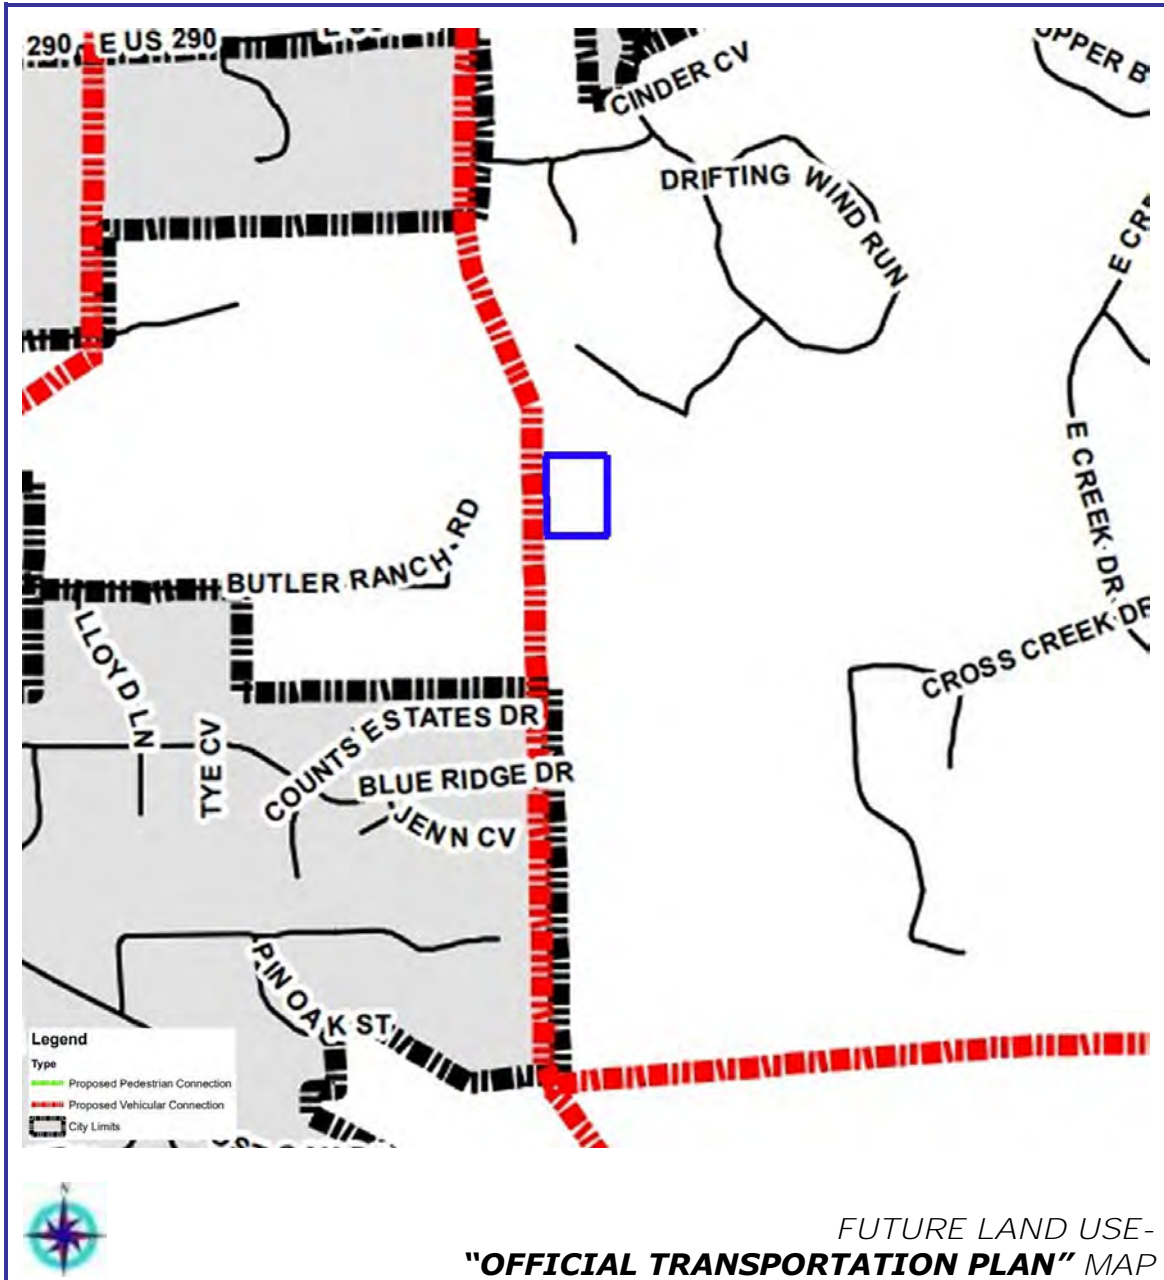 290
E US 290
CINDER CV
UPPER B
DRIFTING WIND RUN
E CRE
BUTLER RANCH RD
E CREEK DR
CROSS CREEK DR
LLOYD LN
TYE CV
COUNTS ESTATES DR
BLUE RIDGE DR
JENN CV
PIN OAK ST
Legend
Type
Proposed Pedestrian Connection
Proposed Vehicular Connection
City Limits
N
FUTURE LAND USE-
"OFFICIAL TRANSPORTATION PLAN" MAP